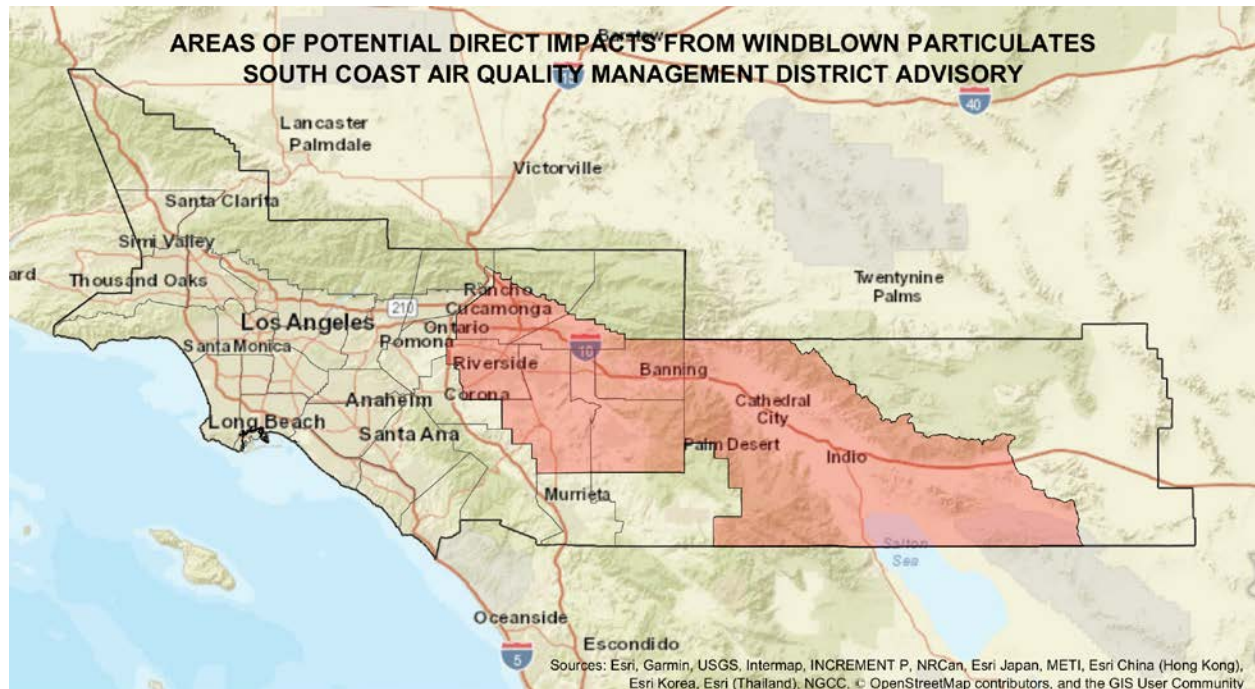 AREAS OF POTENTIAL DIRECT IMPACTS FROM WINDBLOWN PARTICULATES
SOUTH COAST AIR QUALITY MANAGEMENT DISTRICT ADVISORY
Barstow
15
40
Lancaster
Palmdale
Victorville
Santa Clarita
Simi Valley
ard
Thousand Oaks
Twentynine
Palms
Rancho
Cucamonga
210
Los Angeles
Ontario
Pomona
Santa Monica
10
Riverside
Banning
Corona
Anaheim
Cathedral
City
Long Beach
Santa Ana
Palm Desert
Indio
Murrieta
Salton
Sea
Oceanside
Escondido
5
Sources: Esri, Garmin, USGS, Intermap, INCREMENT P, NRCan, Esri Japan, METI, Esri China (Hong Kong),
Esri Korea, Esri (Thailand), NGCC, © OpenStreetMap contributors, and the GIS User Community